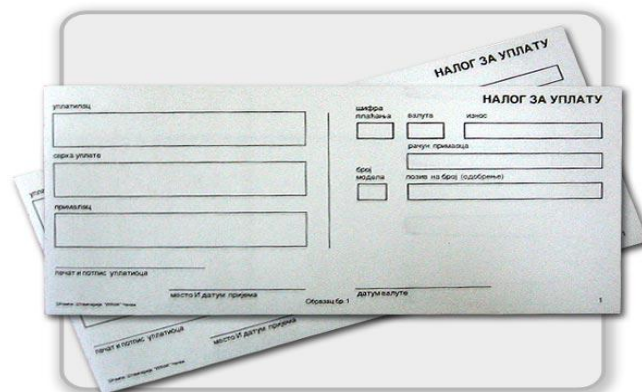 НАЛОГ ЗА УПЛАТУ
НАЛОГ ЗА УПЛАТУ
уплатилац
шифра плаћања
валута
износ
рачун примаоца
сврха уплате
број модела
позив на број (одобрење)
прималац
печат и потпис уплатиоца
место И датум пријема
датум валуте
Образац бр. 1
1
1
печат и потпис уплатиоца
место И датум пријема